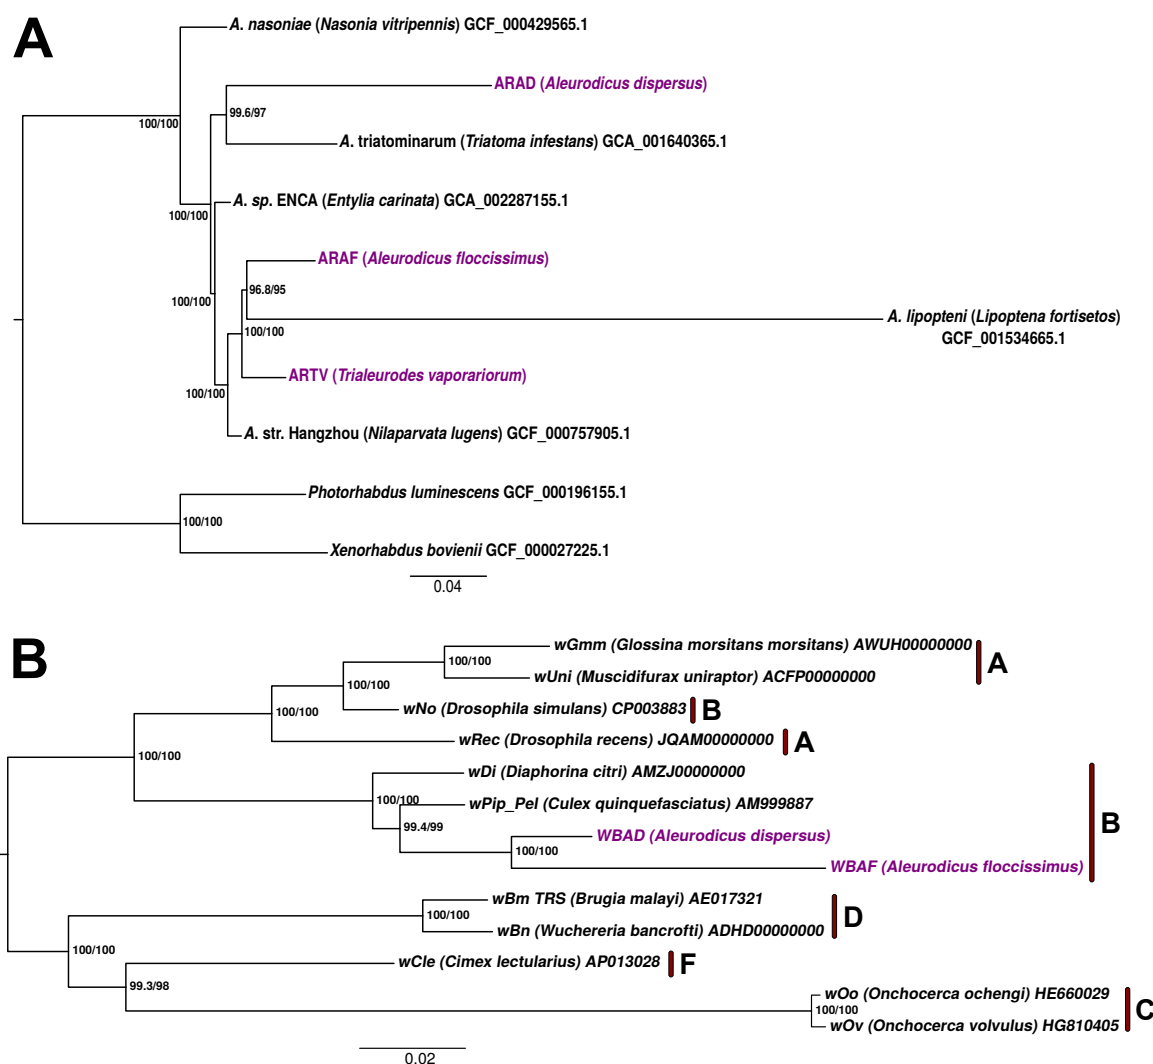 A
A. nasoniae (Nasonia vitripennis) GCF_000429565.1
ARAD (Aleurodicus dispersus)
99.6/97
100/100
A. triatominarum (Triatoma infestans) GCA_001640365.1
A. sp. ENCA (Entylia carinata) GCA_002287155.1
100/100
ARAF (Aleurodicus floccissimus)
96.8/95
100/100
A. lipopteni (Lipoptena fortisetos)
GCF_001534665.1
100/100
ARTV (Trialeurodes vaporariorum)
100/100
A. str. Hangzhou (Nilaparvata lugens) GCF_000757905.1
Photorhabdus luminescens GCF_000196155.1
100/100
Xenorhabdus bovienii GCF_000027225.1
0.04
B
wGmm (Glossina morsitans morsitans) AWUH00000000
100/100
A
wUni (Muscidifurax uniraptor) ACFP00000000
100/100
wNo (Drosophila simulans) CP003883
B
100/100
wRec (Drosophila recens) JQAM00000000
A
100/100
wDi (Diaphorina citri) AMZJ00000000
100/100
wPip_Pel (Culex quinquefasciatus) AM999887
B
99.4/99
WBAD (Aleurodicus dispersus)
100/100
WBAF (Aleurodicus floccissimus)
wBm TRS (Brugia malayi) AE017321
100/100
D
wBn (Wuchereria bancrofti) ADHD00000000
100/100
wCle (Cimex lectularius) AP013028
F
99.3/98
wOo (Onchocerca ochengi) HE660029
100/100
C
wOv (Onchocerca volvulus) HG810405
0.02